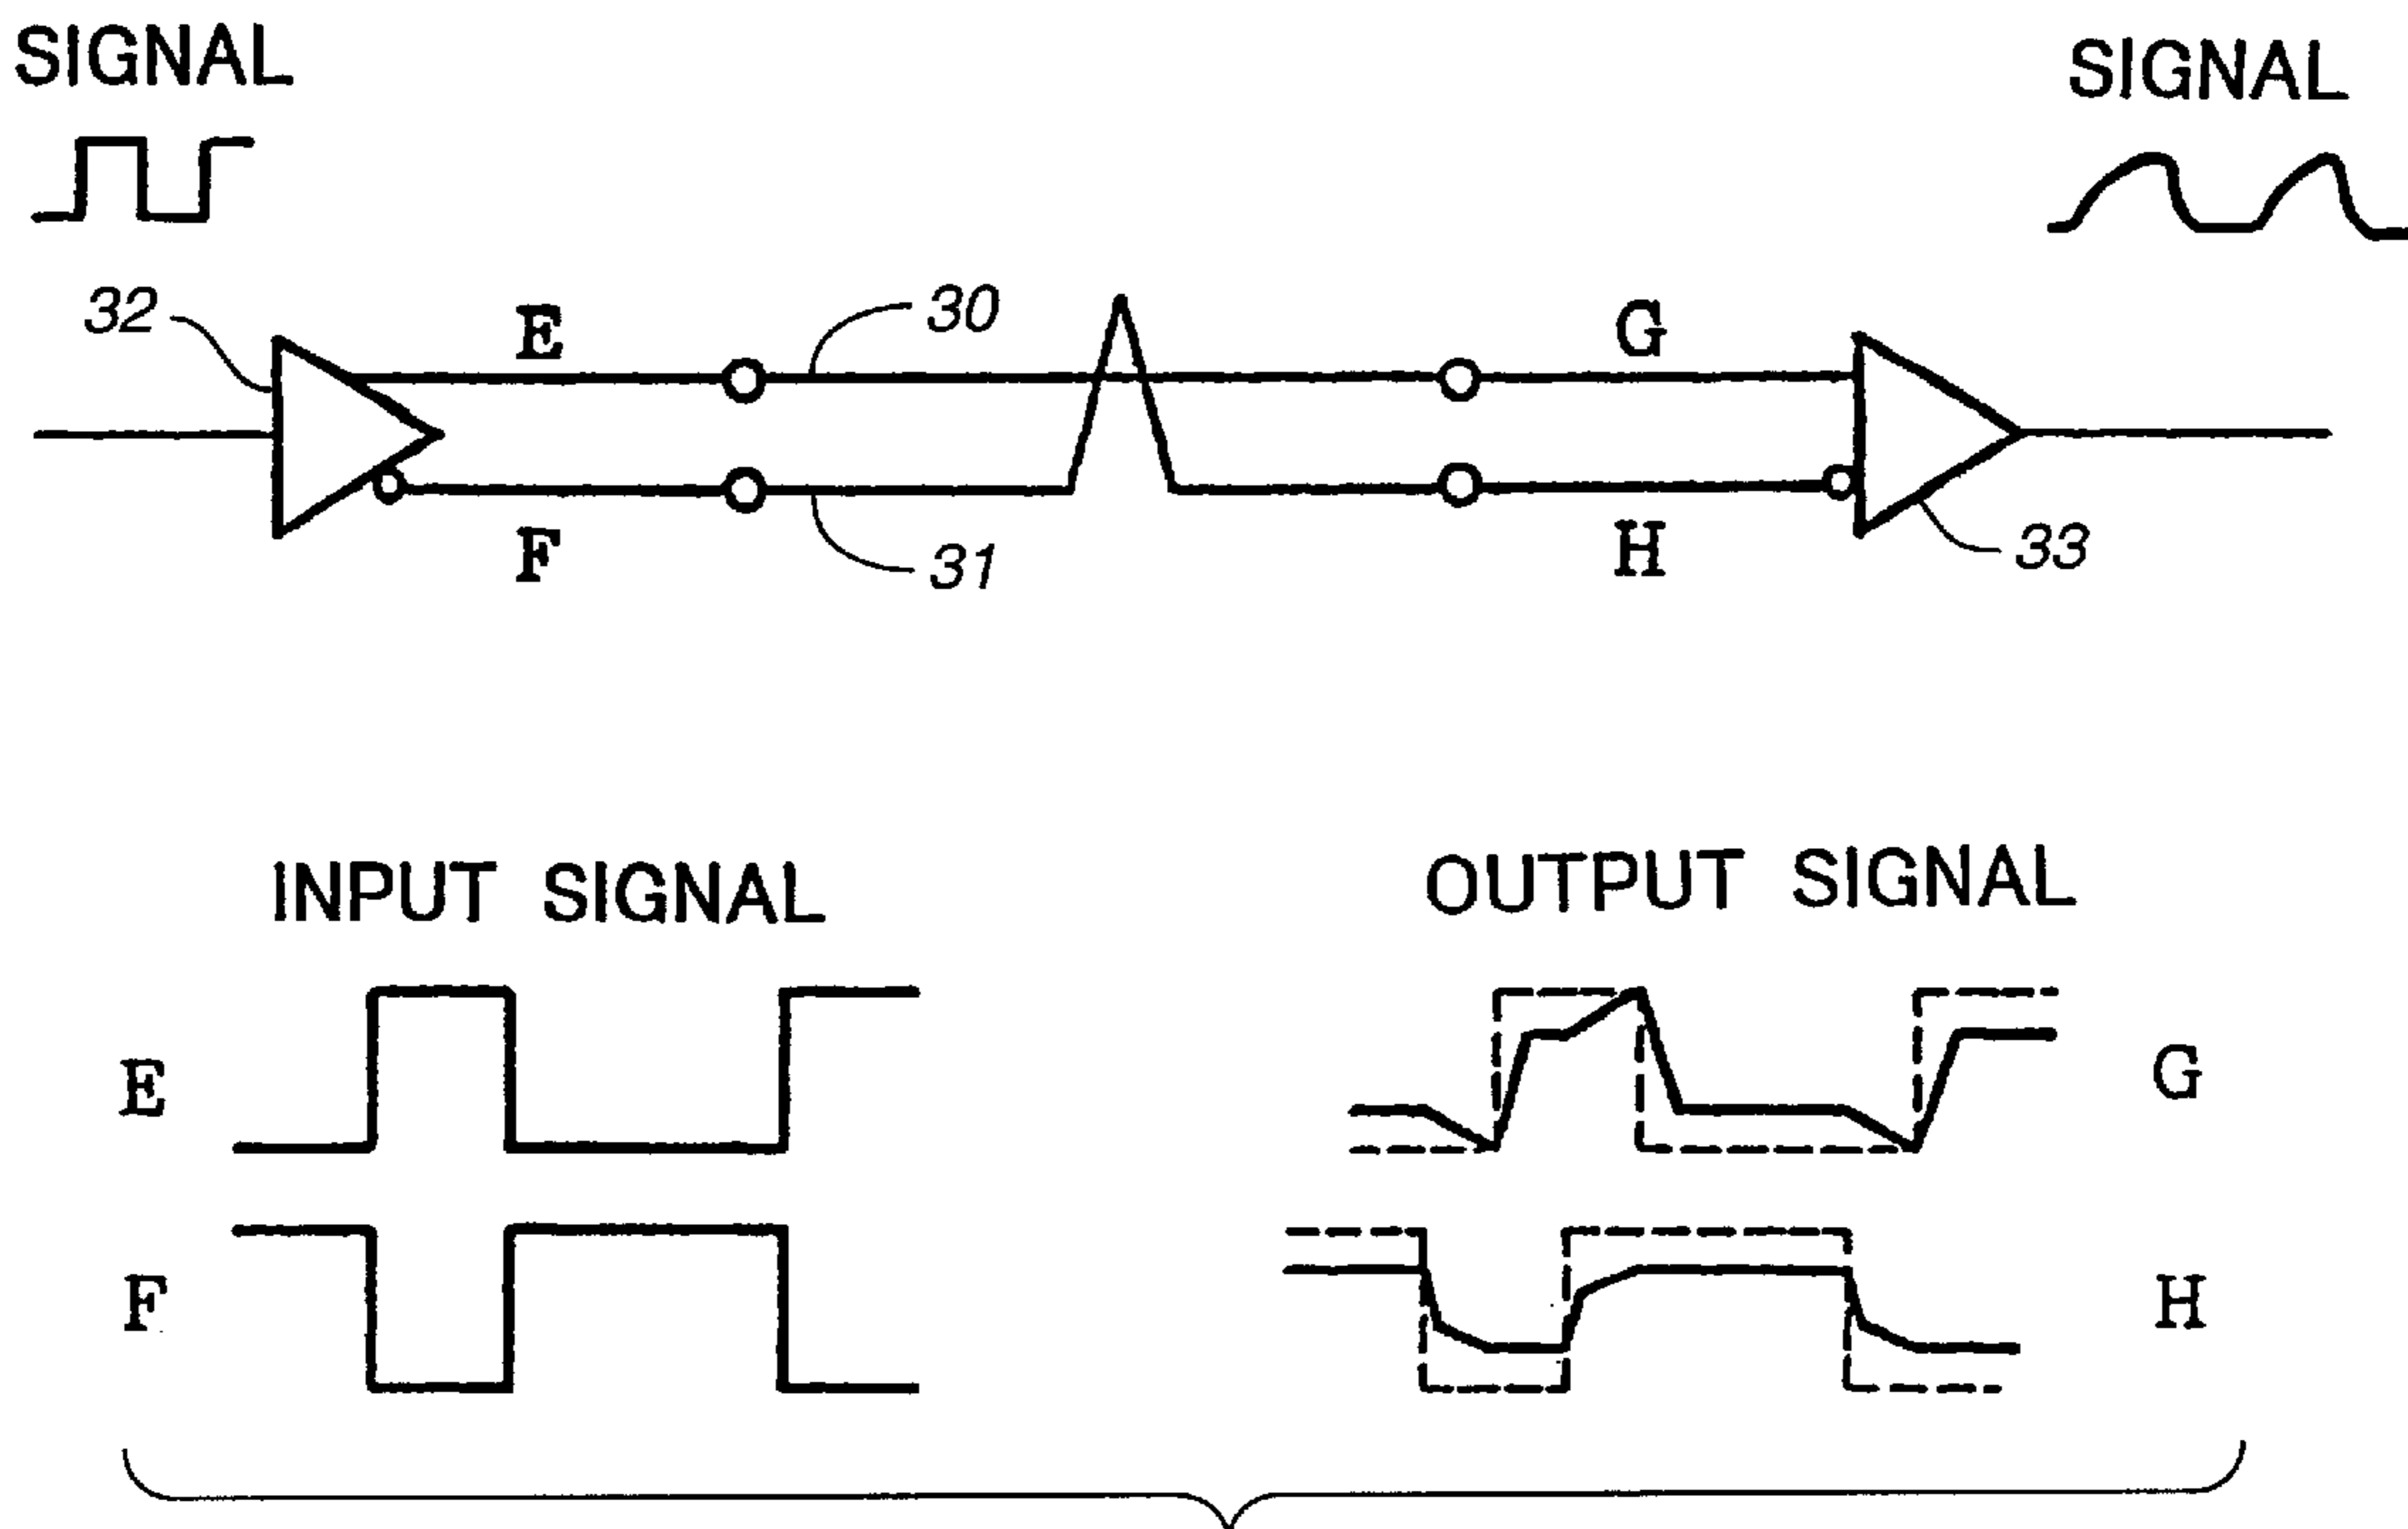 SIGNAL
SIGNAL
32
E
30
G
F
31
H
33
INPUT SIGNAL
OUTPUT SIGNAL
E
G
F
H